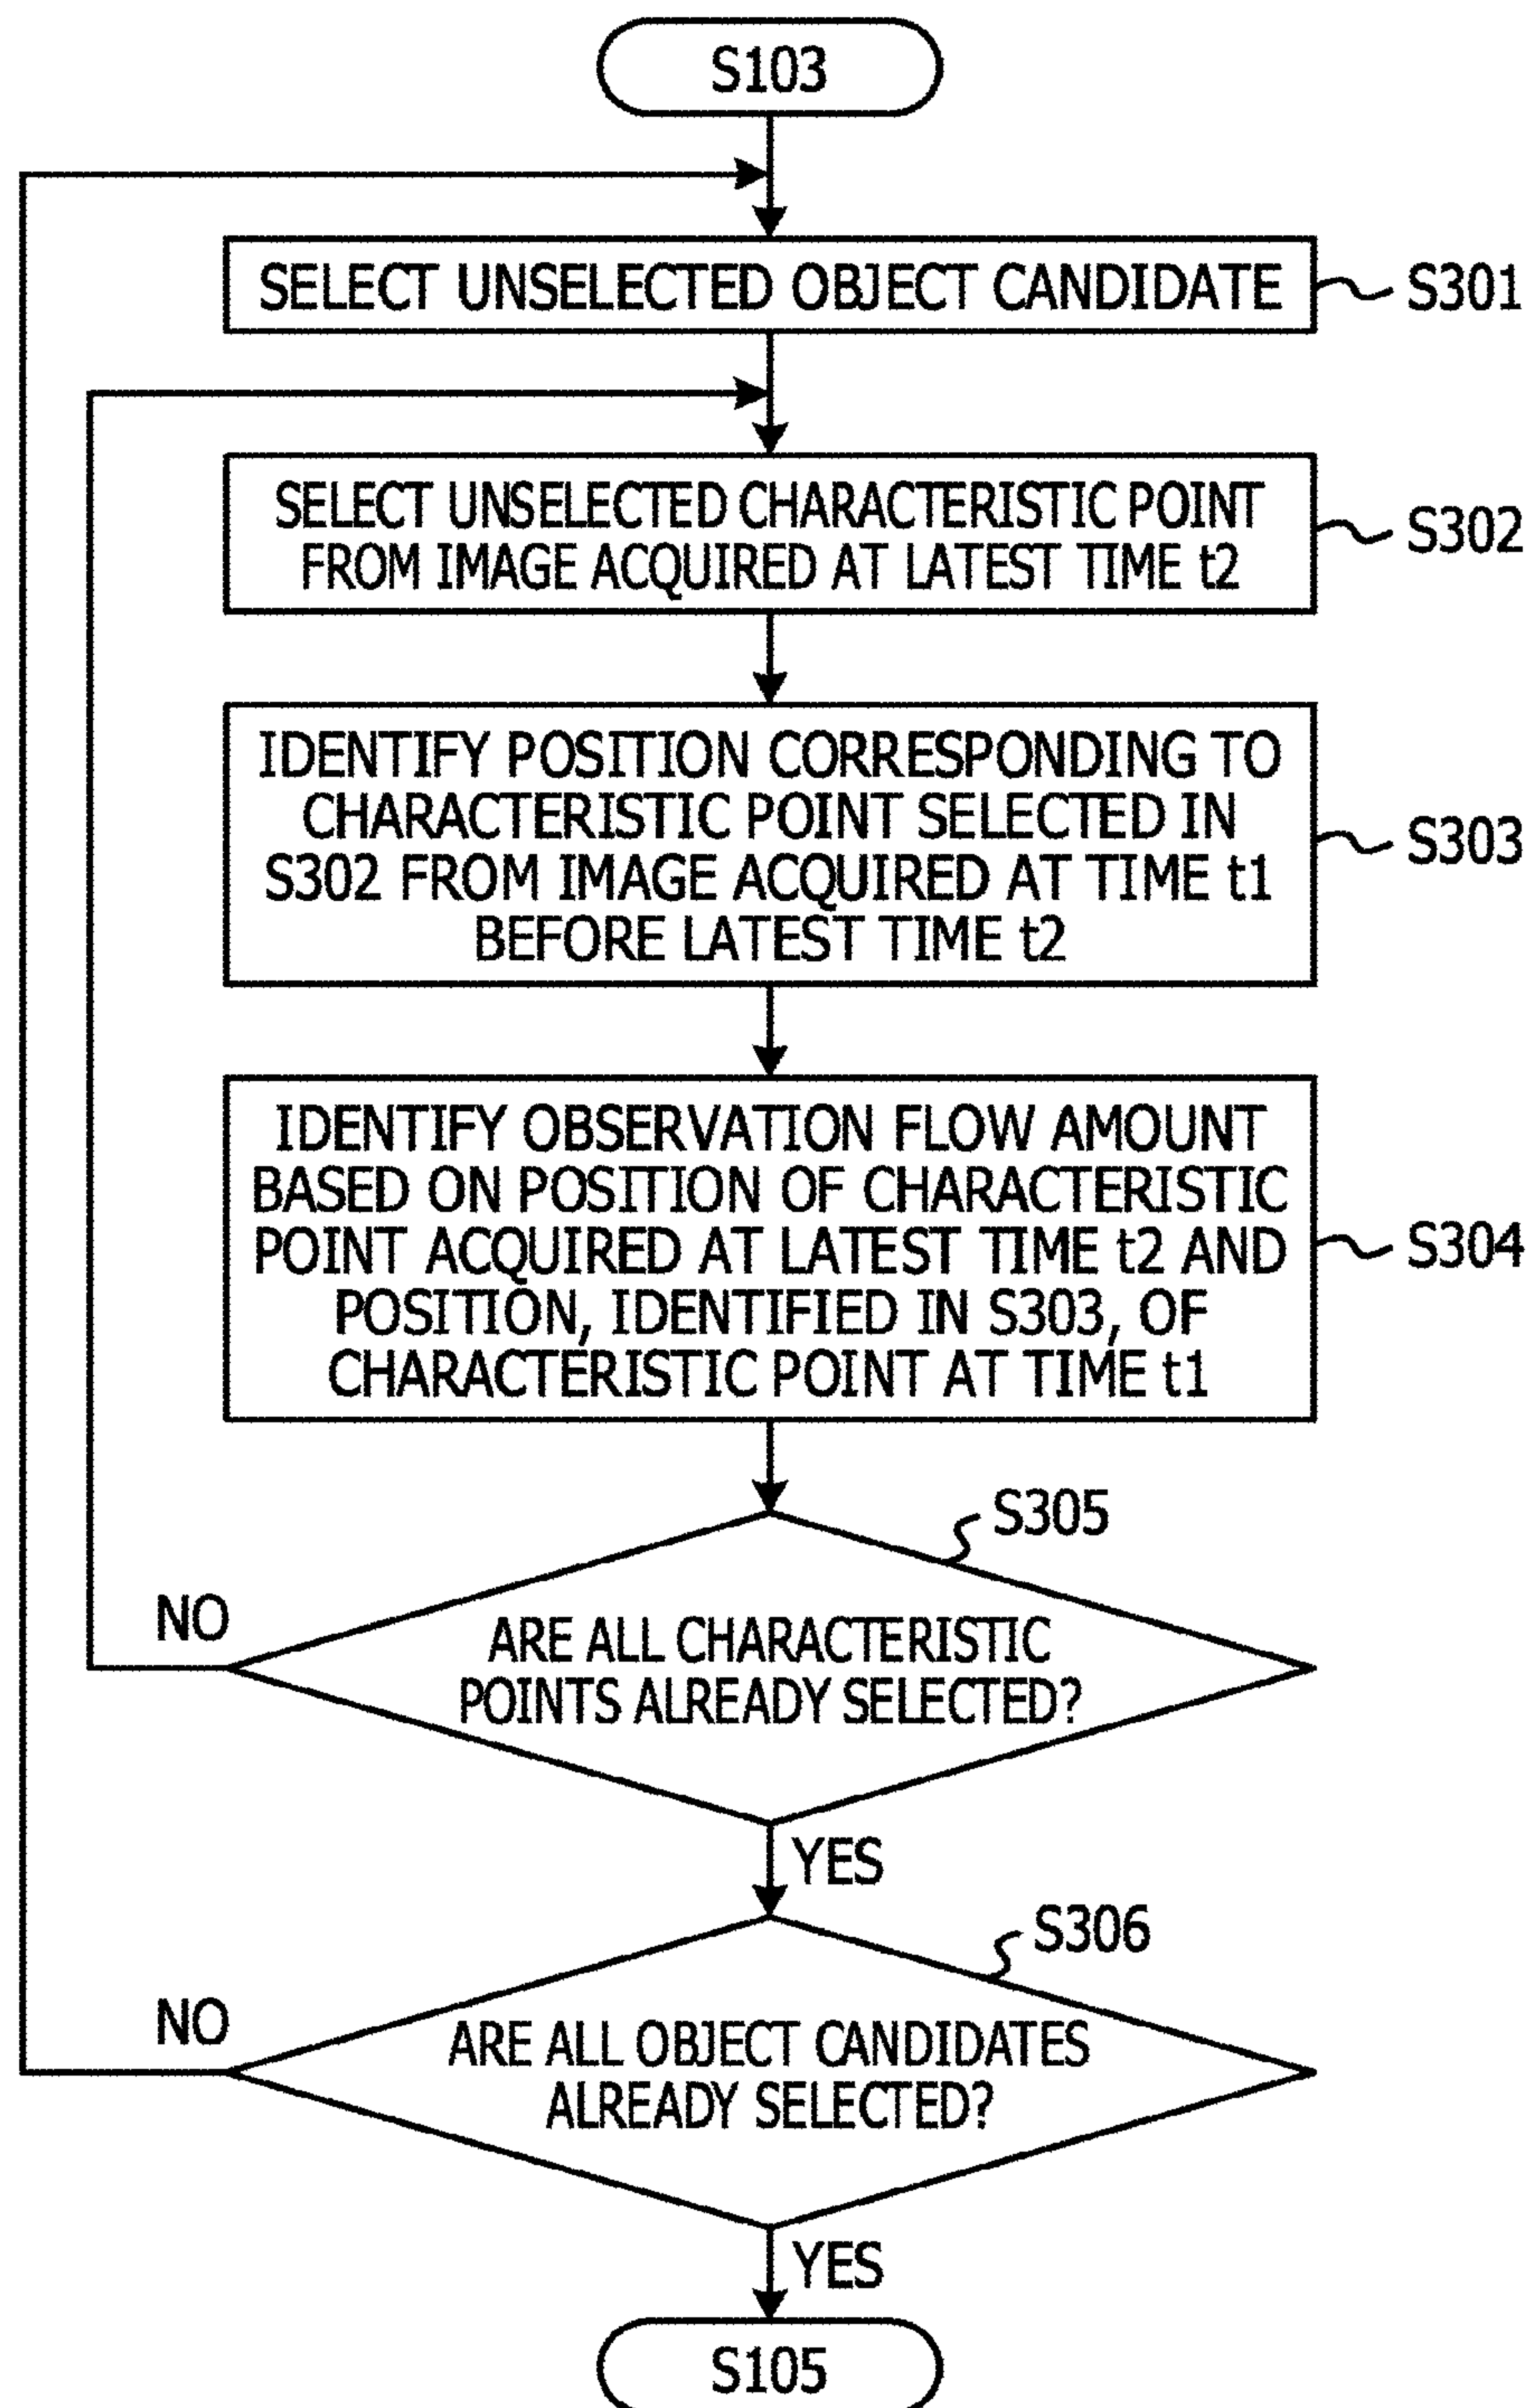 S103
SELECT UNSELECTED OBJECT CANDIDATE
S301
SELECT UNSELECTED CHARACTERISTIC POINT
FROM IMAGE ACQUIRED AT LATEST TIME t2
S302
IDENTIFY POSITION CORRESPONDING TO
CHARACTERISTIC POINT SELECTED IN
S302 FROM IMAGE ACQUIRED AT TIME t1
BEFORE LATEST TIME t2
S303
IDENTIFY OBSERVATION FLOW AMOUNT
BASED ON POSITION OF CHARACTERISTIC
POINT ACQUIRED AT LATEST TIME t2 AND
POSITION, IDENTIFIED IN S303, OF
CHARACTERISTIC POINT AT TIME t1
S304
S305
NO
ARE ALL CHARACTERISTIC
POINTS ALREADY SELECTED?
YES
S306
NO
ARE ALL OBJECT CANDIDATES
ALREADY SELECTED?
YES
S105